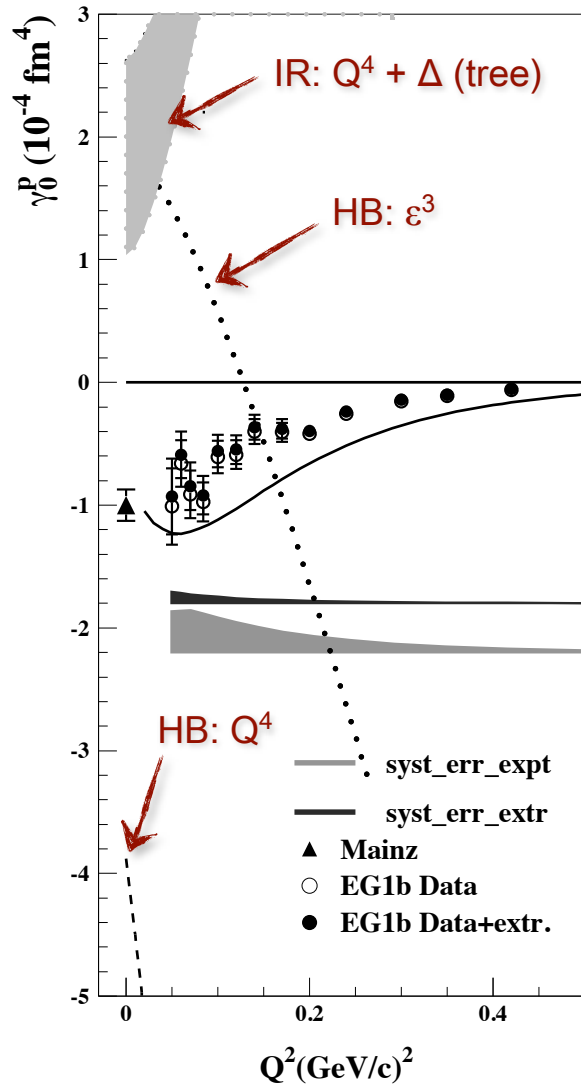 γ₀ᵖ (10⁻⁴ fm⁴)
3
2
1
0
-1
-2
-3
-4
-5
IR: Q⁴ + Δ (tree)
HB: ε³
HB: Q⁴
syst_err_expt
syst_err_extr
Mainz
EG1b Data
EG1b Data+extr.
0 0.2 0.4
Q²(GeV/c)²